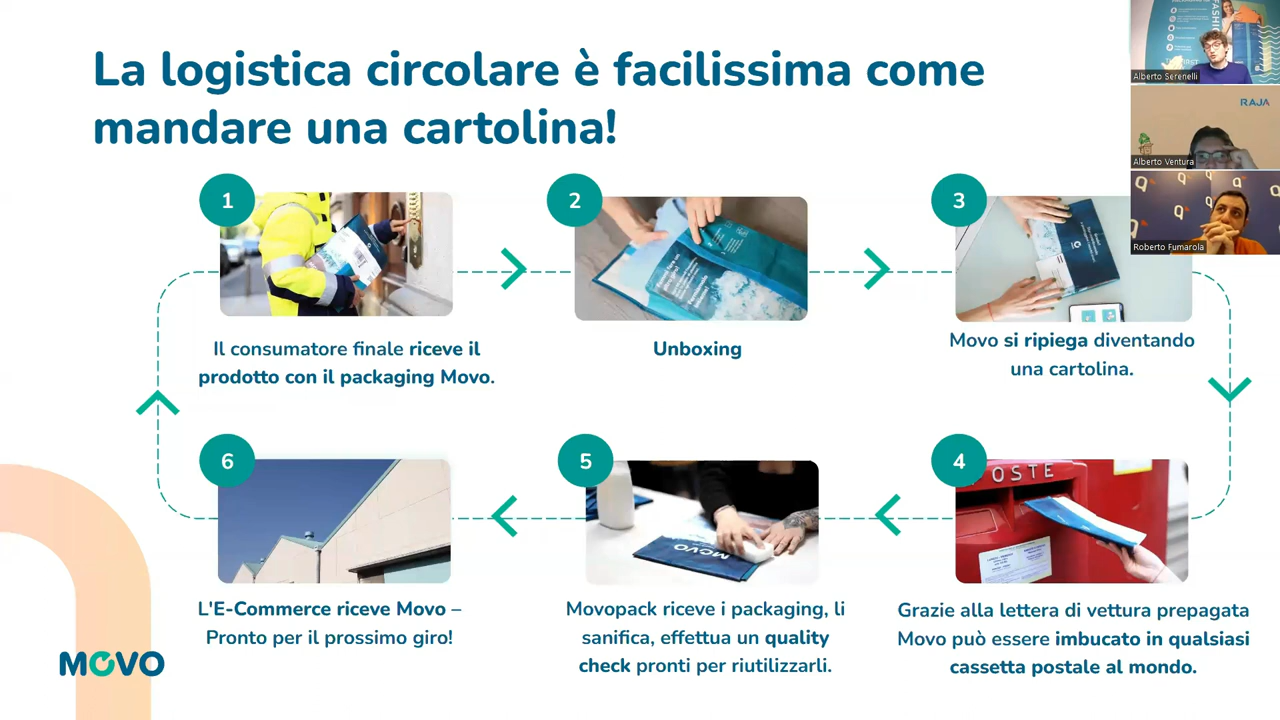 La logistica circolare è facilissima come
mandare una cartolina!
1
Il consumatore finale riceve il
prodotto con il packaging Movo.
2
Unboxing
3
Movo si ripiega diventando
una cartolina.
4
POSTE
Grazie alla lettera di vettura prepagata
Movo può essere imbucato in qualsiasi
cassetta postale al mondo.
5
MOVO
Movopack riceve i packaging, li
sanifica, effettua un quality
check pronti per riutilizzarli.
6
L'E-Commerce riceve Movo –
Pronto per il prossimo giro!
MOVO
Alberto Serenelli
RAJA
Alberto Ventura
Roberto Fumarola